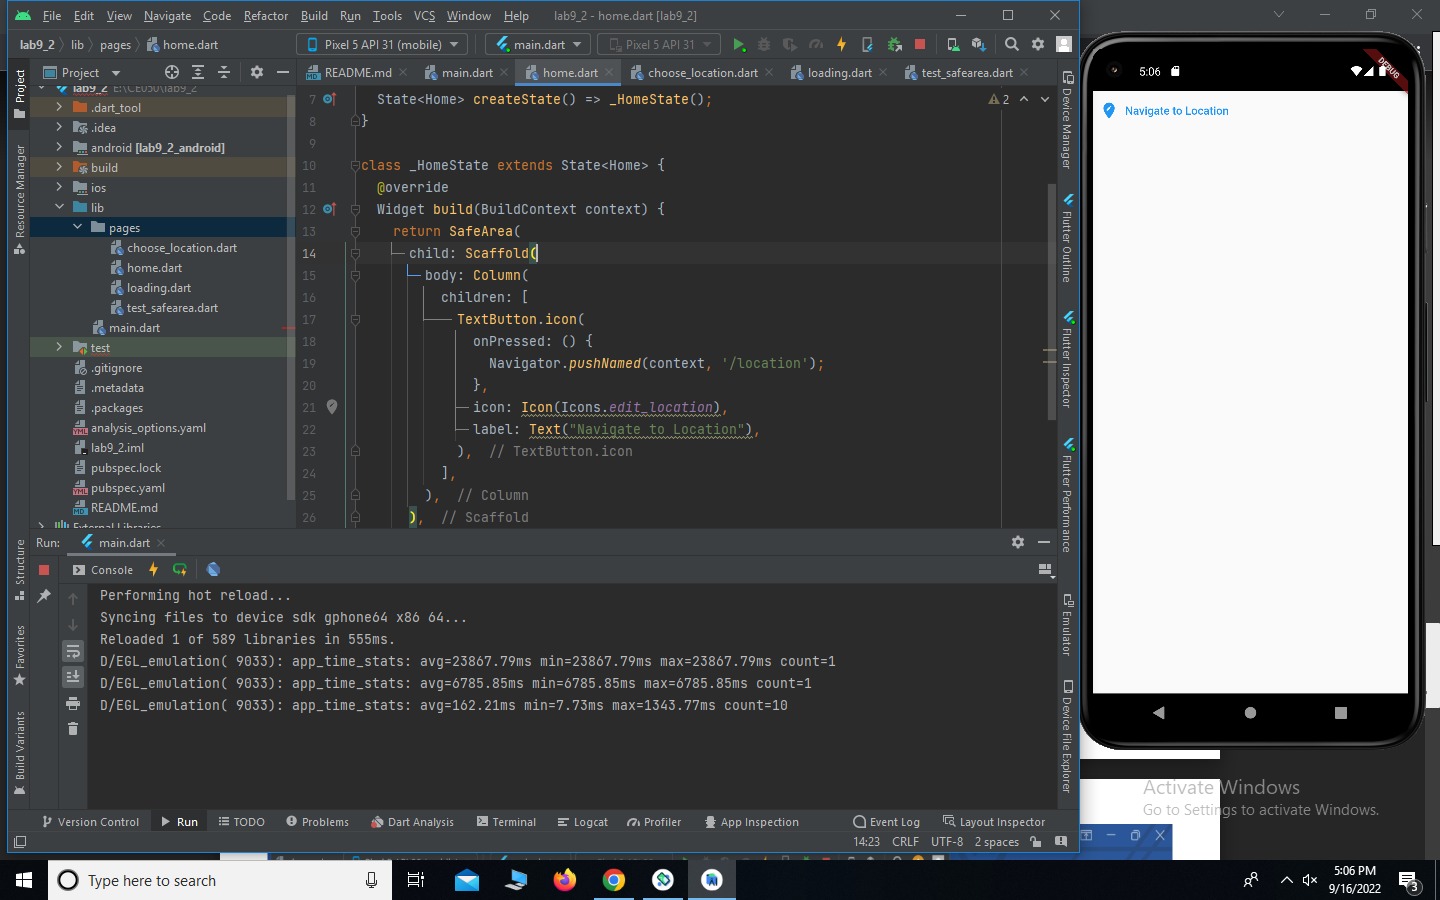 File Edit View Navigate Code Refactor Build Run Tools VCS Window Help lab9_2 - home.dart [lab9_2]
lab9_2 lib pages home.dart Pixel 5 API 31 (mobile) main.dart Pixel 5 API 31
Project README.md main.dart home.dart choose_location.dart loading.dart test_safearea.dart
lab9_2 E:\CE050\lab9_2
.dart_tool
.idea
android [lab9_2_android]
build
ios
lib
pages
choose_location.dart
home.dart
loading.dart
test_safearea.dart
main.dart
test
.gitignore
.metadata
.packages
analysis_options.yaml
lab9_2.iml
pubspec.lock
pubspec.yaml
README.md
External Libraries
Project
Resource Manager
Structure
Favorites
Build Variants
7 State<Home> createState() => _HomeState();
8 }
9
10 class _HomeState extends State<Home> {
11 @override
12 Widget build(BuildContext context) {
13 return SafeArea(
14 child: Scaffold(
15 body: Column(
16 children: [
17 TextButton.icon(
18 onPressed: () {
19 Navigator.pushNamed(context, '/location');
20 },
21 icon: Icon(Icons.edit_location),
22 label: Text("Navigate to Location"),
23 ), // TextButton.icon
24 ],
25 ), // Column
26 ), // Scaffold
2
Device Manager
Flutter Outline
Flutter Inspector
Flutter Performance
Emulator
Device File Explorer
Run: main.dart
Console
Performing hot reload...
Syncing files to device sdk gphone64 x86 64...
Reloaded 1 of 589 libraries in 555ms.
D/EGL_emulation( 9033): app_time_stats: avg=23867.79ms min=23867.79ms max=23867.79ms count=1
D/EGL_emulation( 9033): app_time_stats: avg=6785.85ms min=6785.85ms max=6785.85ms count=1
D/EGL_emulation( 9033): app_time_stats: avg=162.21ms min=7.73ms max=1343.77ms count=10
Version Control Run TODO Problems Dart Analysis Terminal Logcat Profiler App Inspection Event Log Layout Inspector
14:23 CRLF UTF-8 2 spaces
5:06
DEBUG
Navigate to Location
Activate Windows
Go to Settings to activate Windows.
Type here to search
5:06 PM
9/16/2022
3